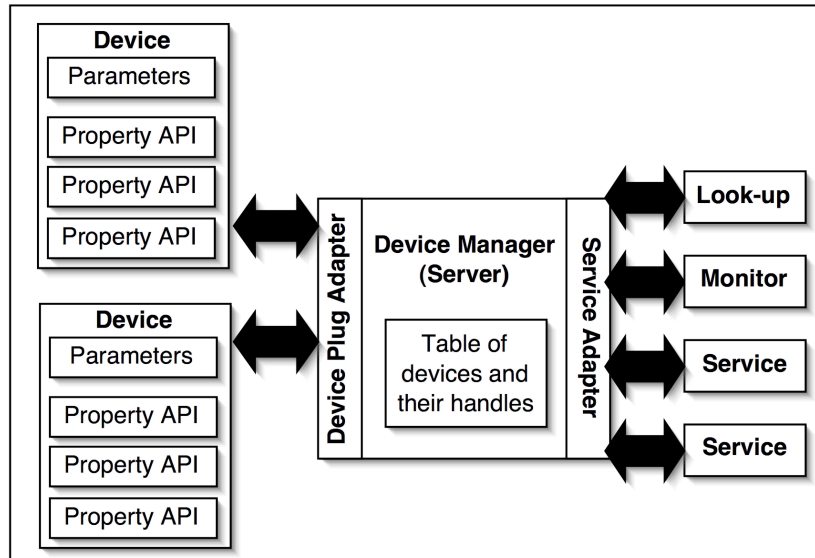 Device
Parameters
Property API
Property API
Property API
Device
Parameters
Property API
Property API
Property API
Device Plug Adapter
Device Manager
(Server)
Table of
devices and
their handles
Service Adapter
Look-up
Monitor
Service
Service